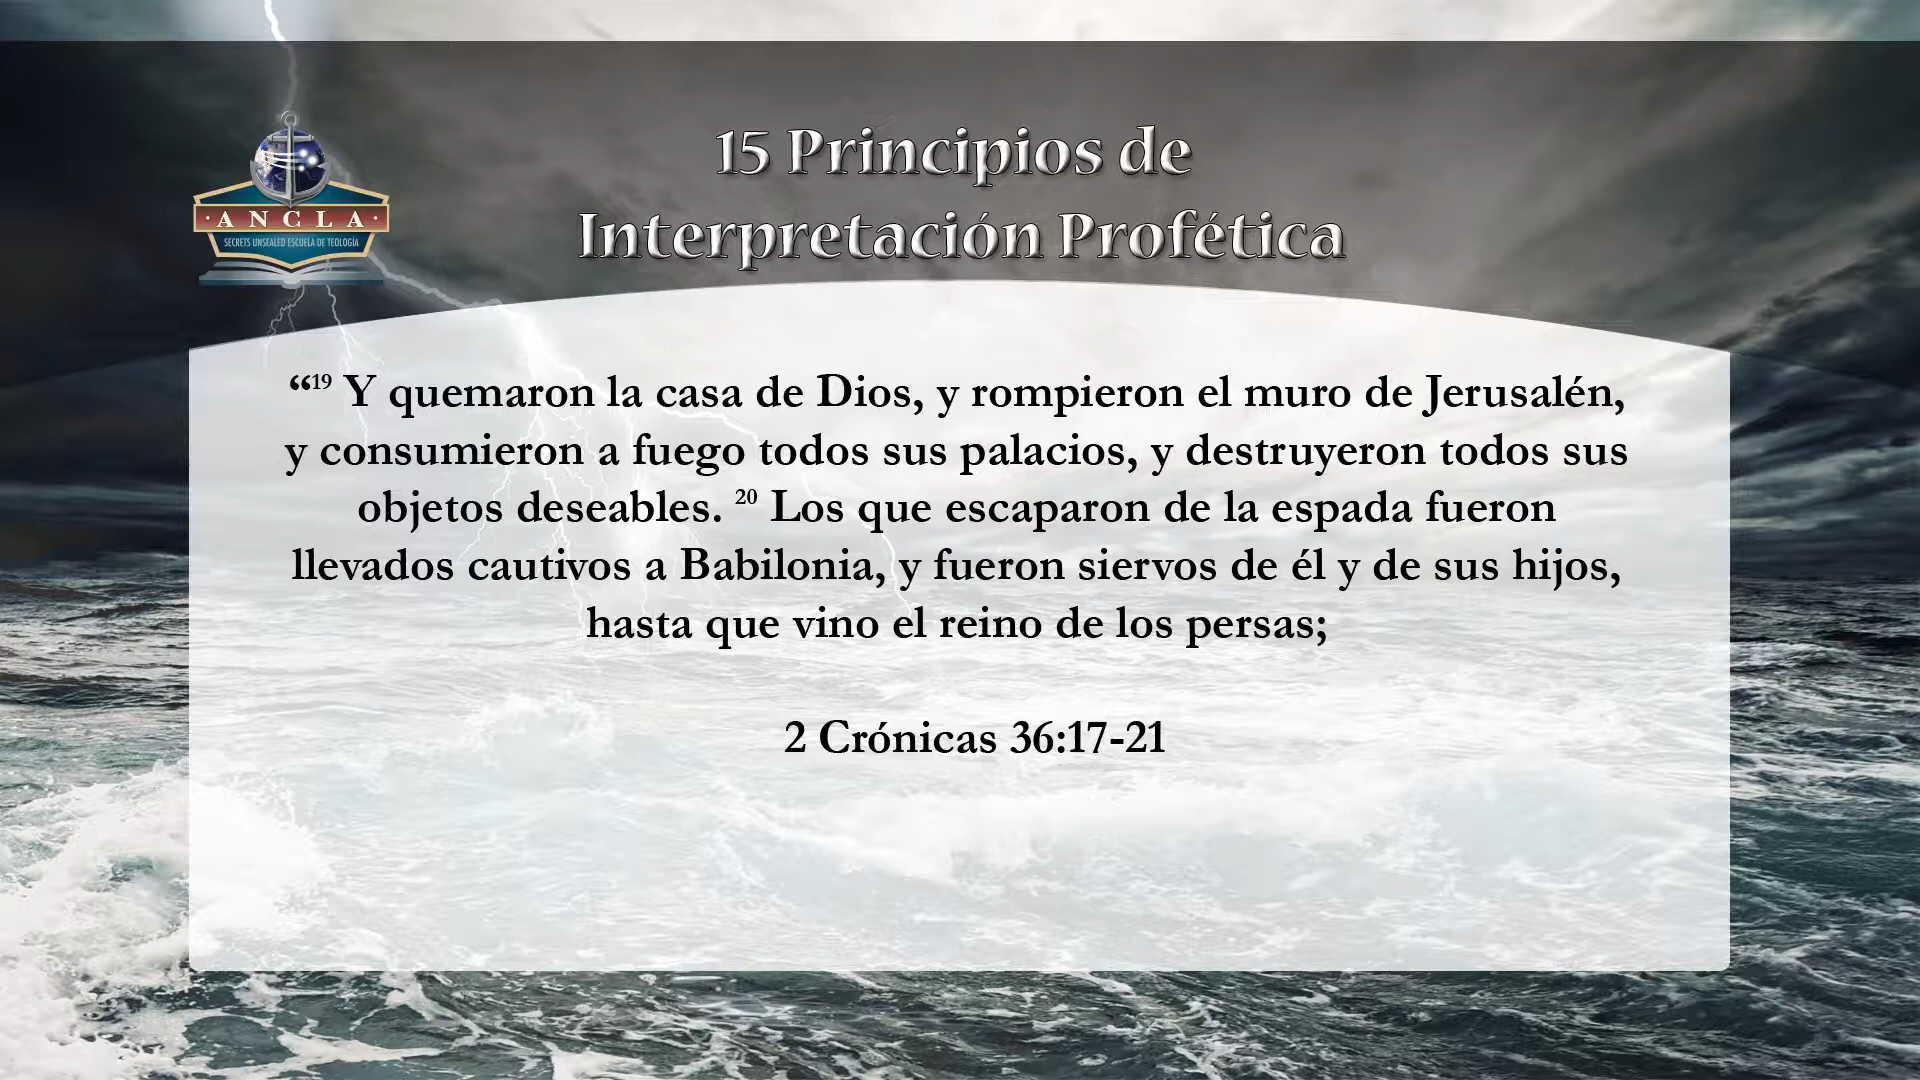 15 Principios de
Interpretación Profética
· A N C L A ·
SECRETS UNSEALED ESCUELA DE TEOLOGÍA
“19 Y quemaron la casa de Dios, y rompieron el muro de Jerusalén,
y consumieron a fuego todos sus palacios, y destruyeron todos sus
objetos deseables. 20 Los que escaparon de la espada fueron
llevados cautivos a Babilonia, y fueron siervos de él y de sus hijos,
hasta que vino el reino de los persas;
2 Crónicas 36:17-21